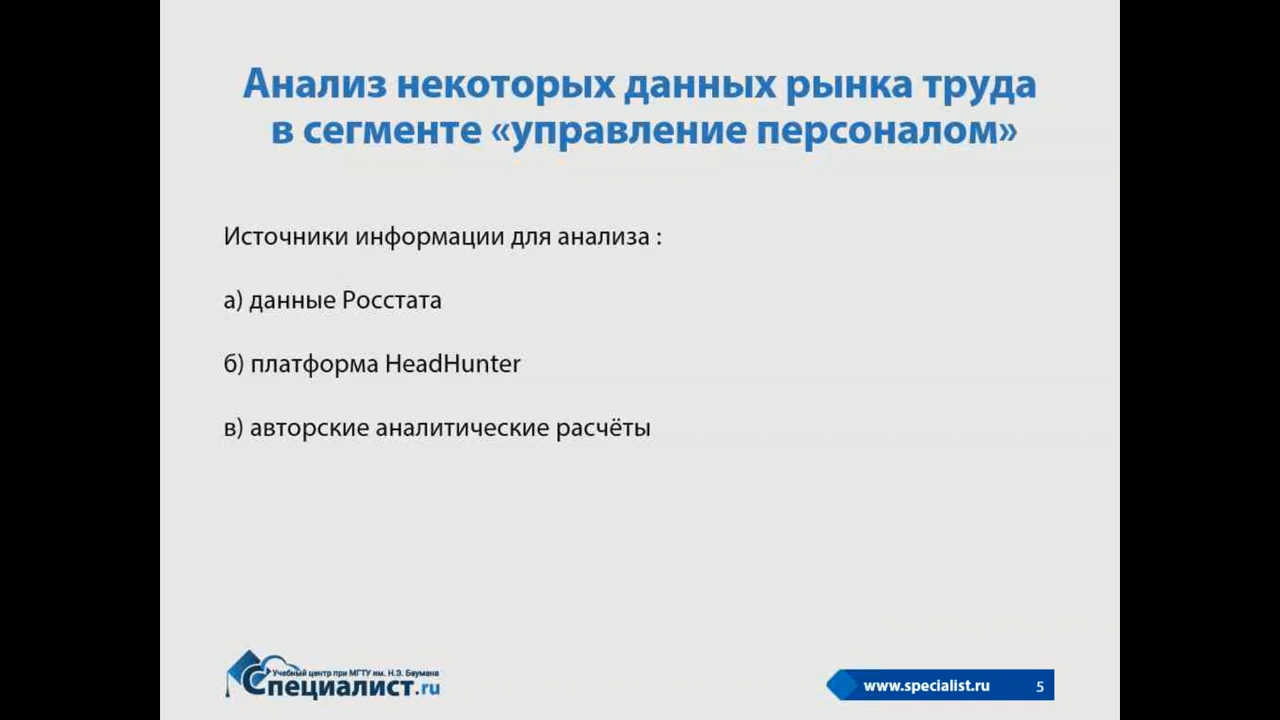 Анализ некоторых данных рынка труда
в сегменте «управление персоналом»
Источники информации для анализа :
а) данные Росстата
б) платформа HeadHunter
в) авторские аналитические расчёты
Учебный центр при МГТУ им. Н.Э. Баумана
Специалист.ru
www.specialist.ru 5